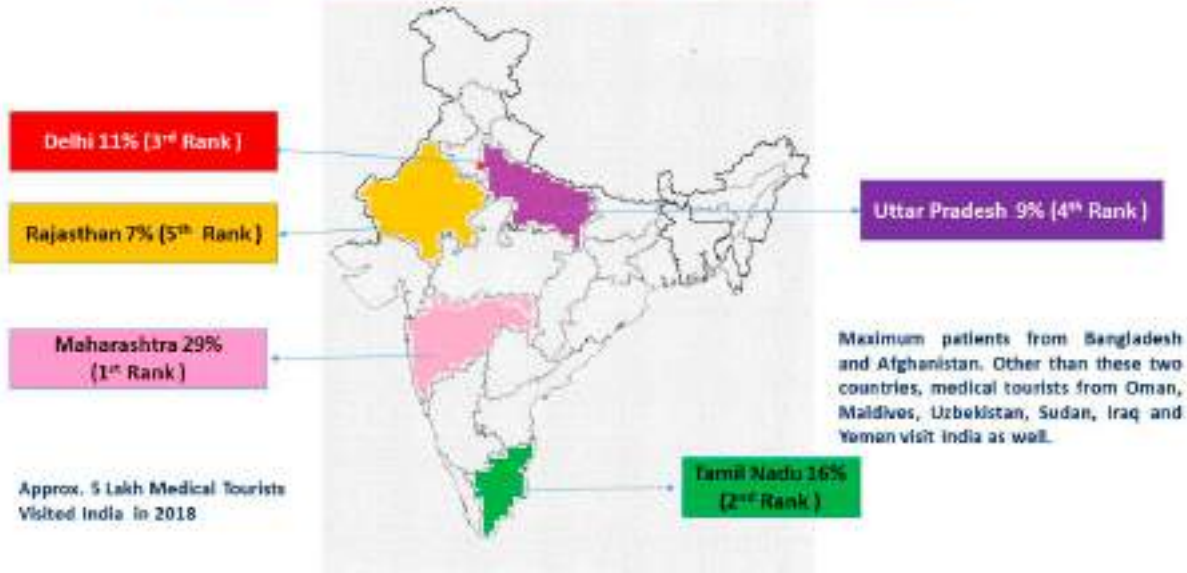 Delhi 11% (3rd Rank )
Rajasthan 7% (5th Rank )
Maharashtra 29%
(1st Rank )
Approx. 5 Lakh Medical Tourists
Visited India in 2018
Uttar Pradesh 9% (4th Rank )
Maximum patients from Bangladesh
and Afghanistan. Other than these two
countries, medical tourists from Oman,
Maldives, Uzbekistan, Sudan, Iraq and
Yemen visit India as well.
Tamil Nadu 16%
(2nd Rank )